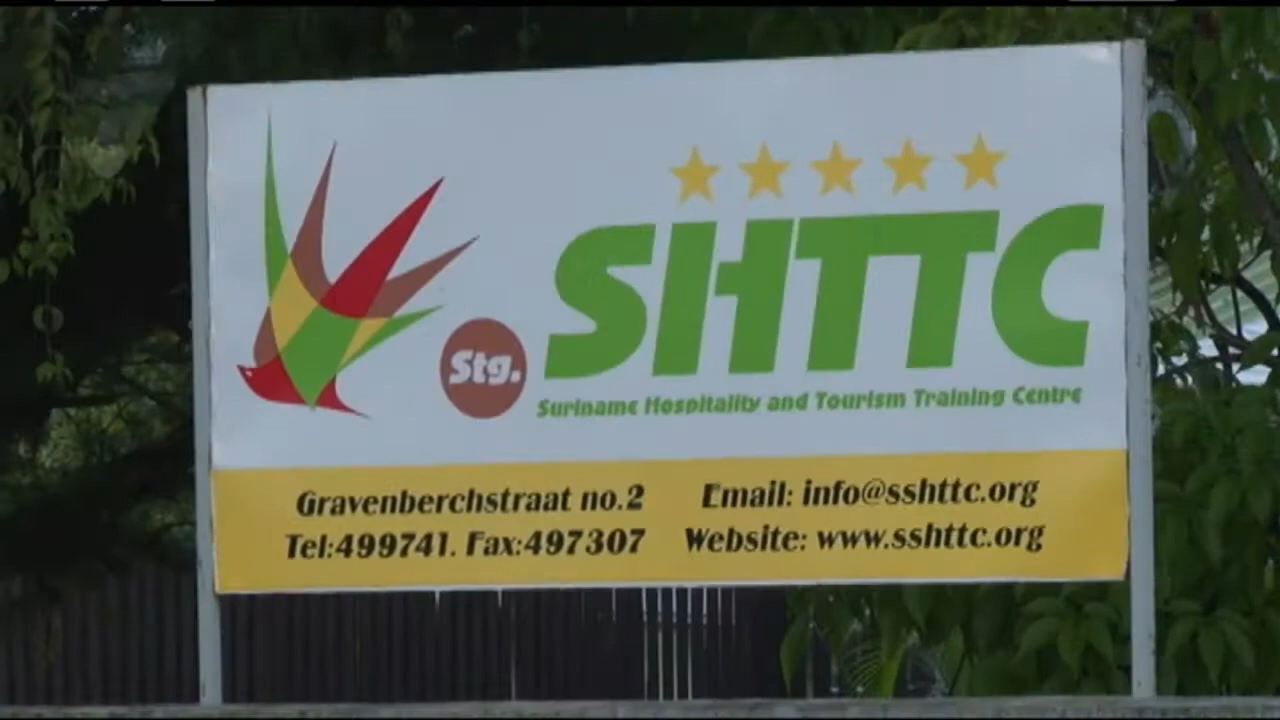 Stg. SHTTC
Suriname Hospitality and Tourism Training Centre
Gravenberchstraat no.2 Email: info@sshttc.org
Tel:499741. Fax:497307 Website: www.sshttc.org